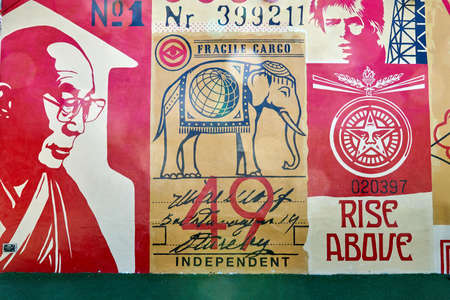 Nº1
Nr 399211
FRAGILE CARGO
49
INDEPENDENT
020397
RISE
ABOVE